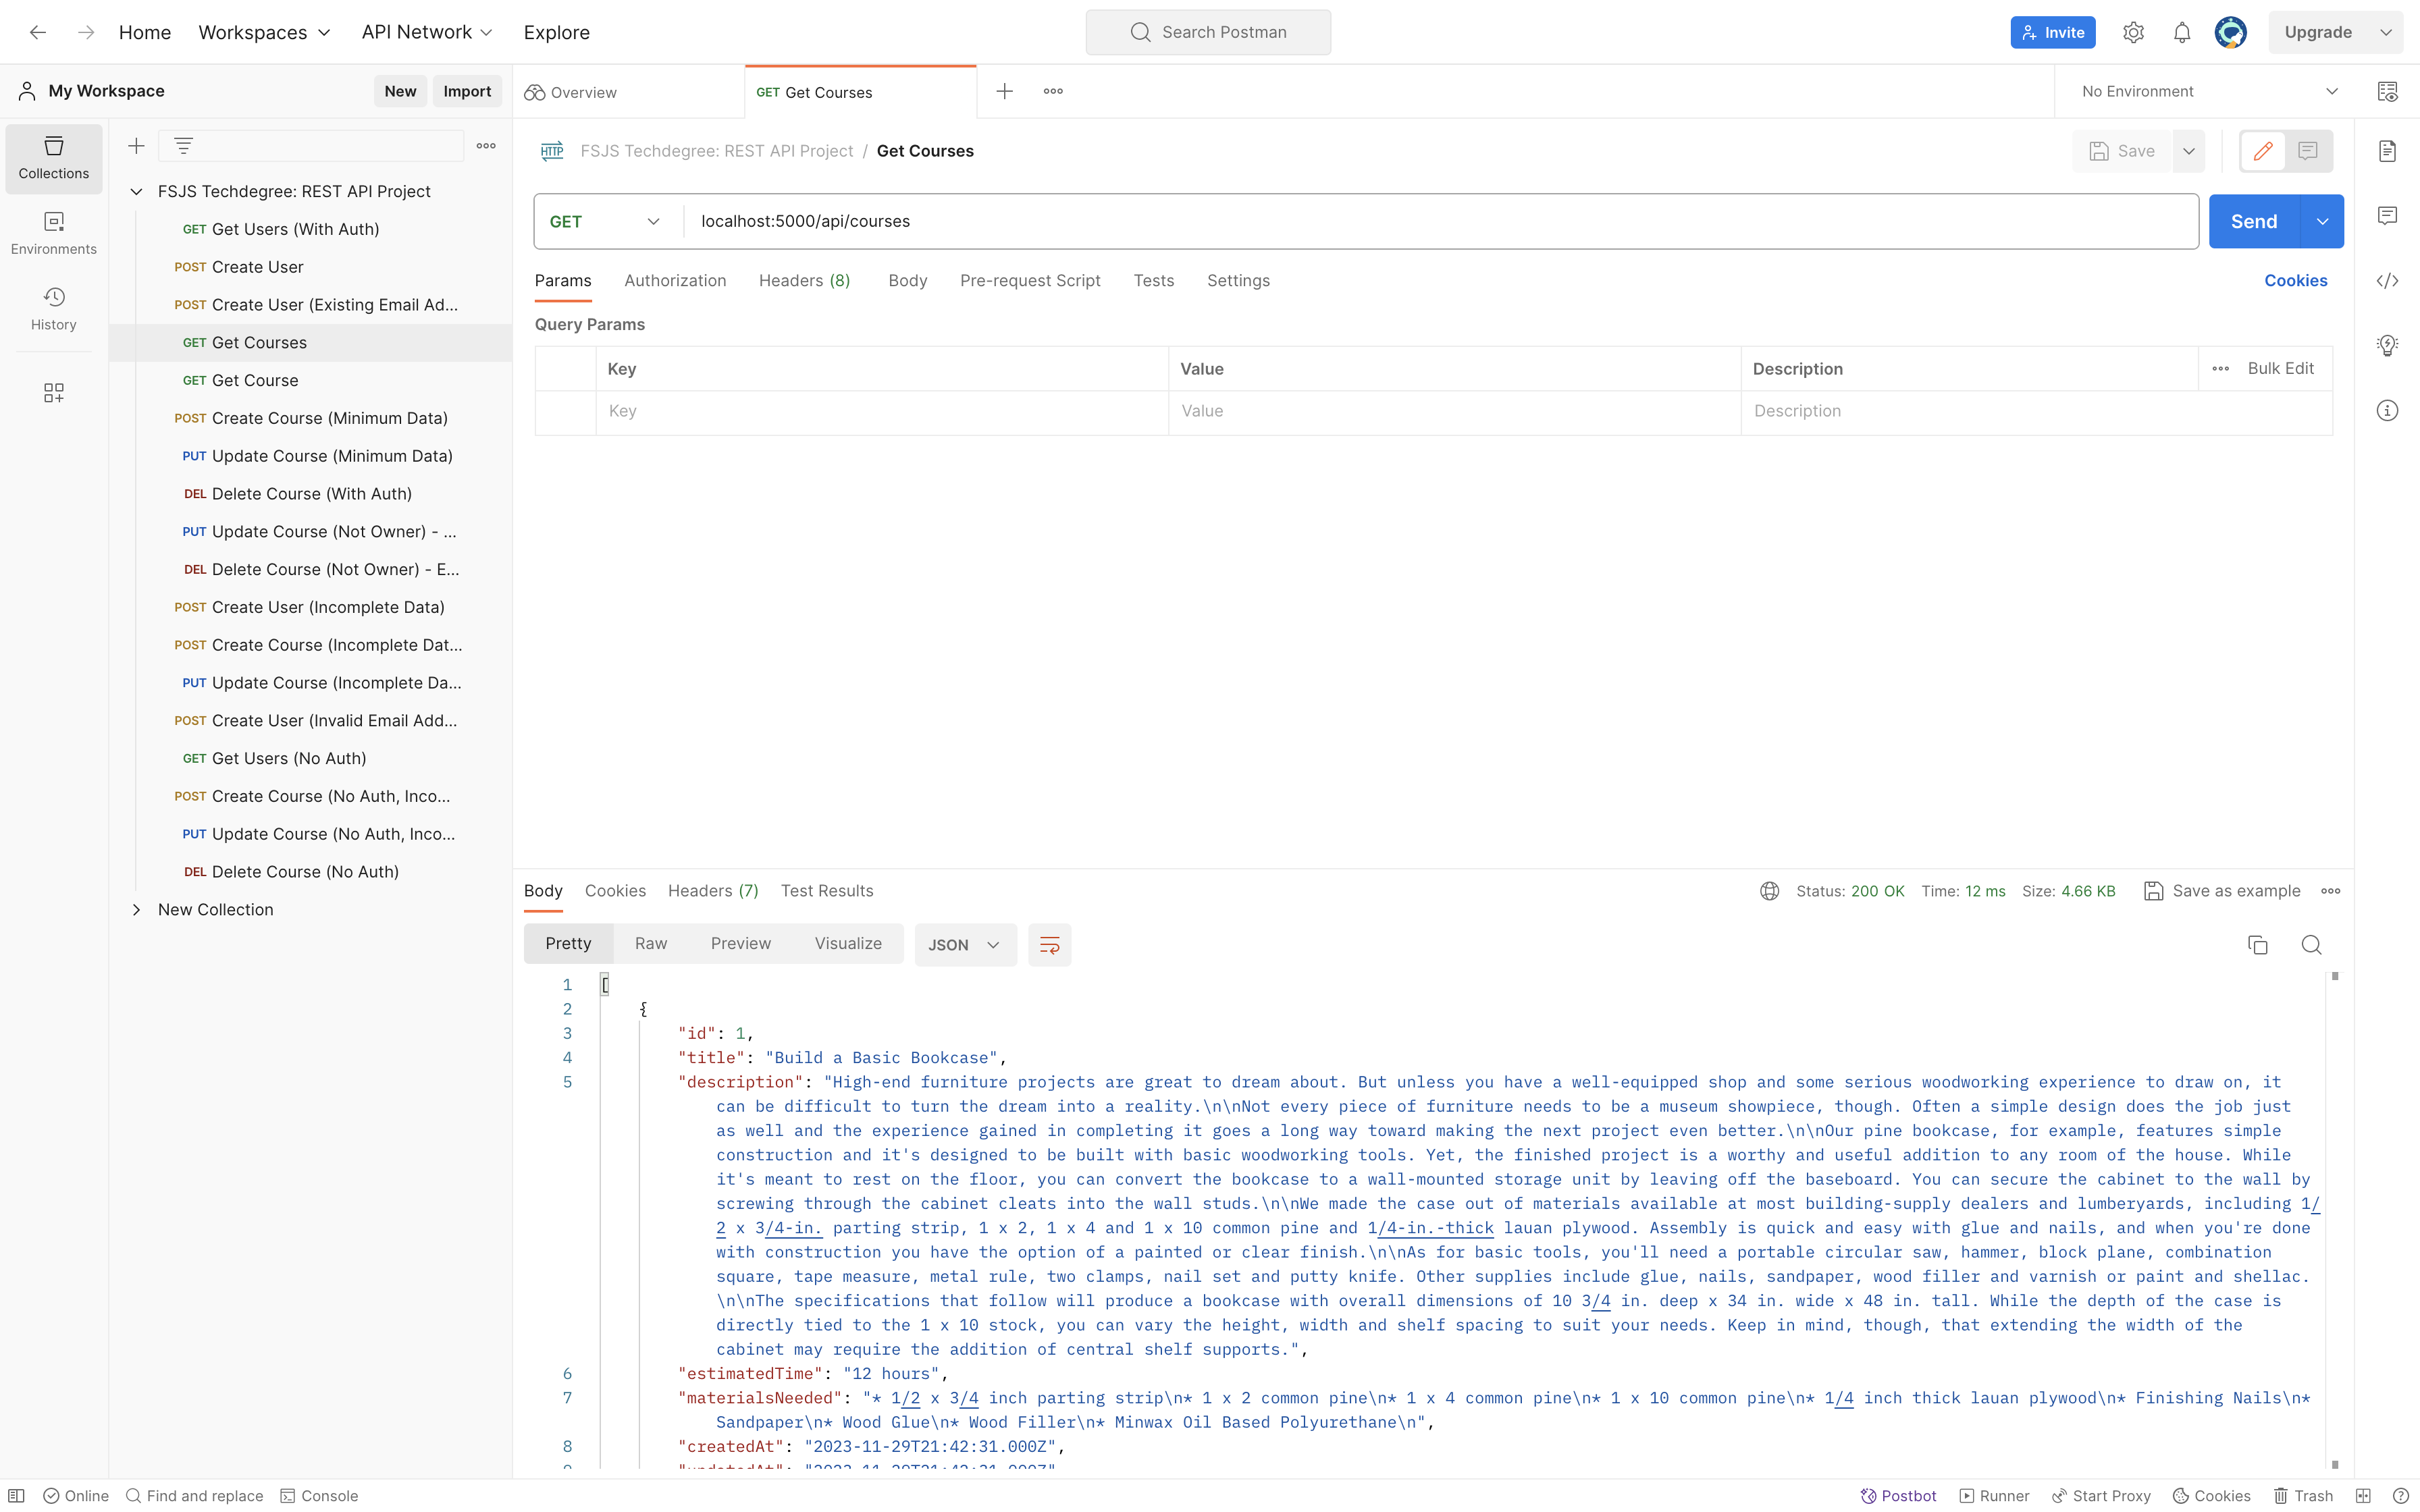 Home Workspaces API Network Explore Search Postman Invite Upgrade
My Workspace New Import Overview GET Get Courses No Environment
Collections
Environments
History
FSJS Techdegree: REST API Project
GET Get Users (With Auth)
POST Create User
POST Create User (Existing Email Ad...
GET Get Courses
GET Get Course
POST Create Course (Minimum Data)
PUT Update Course (Minimum Data)
DEL Delete Course (With Auth)
PUT Update Course (Not Owner) - ...
DEL Delete Course (Not Owner) - E...
POST Create User (Incomplete Data)
POST Create Course (Incomplete Dat...
PUT Update Course (Incomplete Da...
POST Create User (Invalid Email Add...
GET Get Users (No Auth)
POST Create Course (No Auth, Inco...
PUT Update Course (No Auth, Inco...
DEL Delete Course (No Auth)
New Collection
HTTP FSJS Techdegree: REST API Project / Get Courses Save
GET localhost:5000/api/courses Send
Params Authorization Headers (8) Body Pre-request Script Tests Settings Cookies
Query Params
Key Value Description Bulk Edit
Key Value Description
Body Cookies Headers (7) Test Results Status: 200 OK Time: 12 ms Size: 4.66 KB Save as example
Pretty Raw Preview Visualize JSON
1 [
2 {
3 "id": 1,
4 "title": "Build a Basic Bookcase",
5 "description": "High-end furniture projects are great to dream about. But unless you have a well-equipped shop and some serious woodworking experience to draw on, it
can be difficult to turn the dream into a reality.\n\nNot every piece of furniture needs to be a museum showpiece, though. Often a simple design does the job just
as well and the experience gained in completing it goes a long way toward making the next project even better.\n\nOur pine bookcase, for example, features simple
construction and it's designed to be built with basic woodworking tools. Yet, the finished project is a worthy and useful addition to any room of the house. While
it's meant to rest on the floor, you can convert the bookcase to a wall-mounted storage unit by leaving off the baseboard. You can secure the cabinet to the wall by
screwing through the cabinet cleats into the wall studs.\n\nWe made the case out of materials available at most building-supply dealers and lumberyards, including 1/
2 x 3/4-in. parting strip, 1 x 2, 1 x 4 and 1 x 10 common pine and 1/4-in.-thick lauan plywood. Assembly is quick and easy with glue and nails, and when you're done
with construction you have the option of a painted or clear finish.\n\nAs for basic tools, you'll need a portable circular saw, hammer, block plane, combination
square, tape measure, metal rule, two clamps, nail set and putty knife. Other supplies include glue, nails, sandpaper, wood filler and varnish or paint and shellac.
\n\nThe specifications that follow will produce a bookcase with overall dimensions of 10 3/4 in. deep x 34 in. wide x 48 in. tall. While the depth of the case is
directly tied to the 1 x 10 stock, you can vary the height, width and shelf spacing to suit your needs. Keep in mind, though, that extending the width of the
cabinet may require the addition of central shelf supports.",
6 "estimatedTime": "12 hours",
7 "materialsNeeded": "* 1/2 x 3/4 inch parting strip\n* 1 x 2 common pine\n* 1 x 4 common pine\n* 1 x 10 common pine\n* 1/4 inch thick lauan plywood\n* Finishing Nails\n*
Sandpaper\n* Wood Glue\n* Wood Filler\n* Minwax Oil Based Polyurethane\n",
8 "createdAt": "2023-11-29T21:42:31.000Z",
9 "updatedAt": "2023-11-29T21:42:31.000Z"
Online Find and replace Console Postbot Runner Start Proxy Cookies Trash